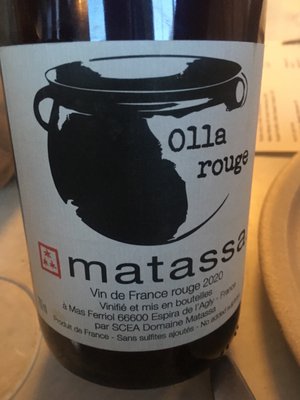 Olla
rouge
matassa
Vin de France rouge 2020
Vinifié et mis en bouteilles
à Mas Ferriol 66600 Espira de l'Agly - France
par SCEA Domaine Matassa
Produit de France - Sans sulfites ajoutés - No added